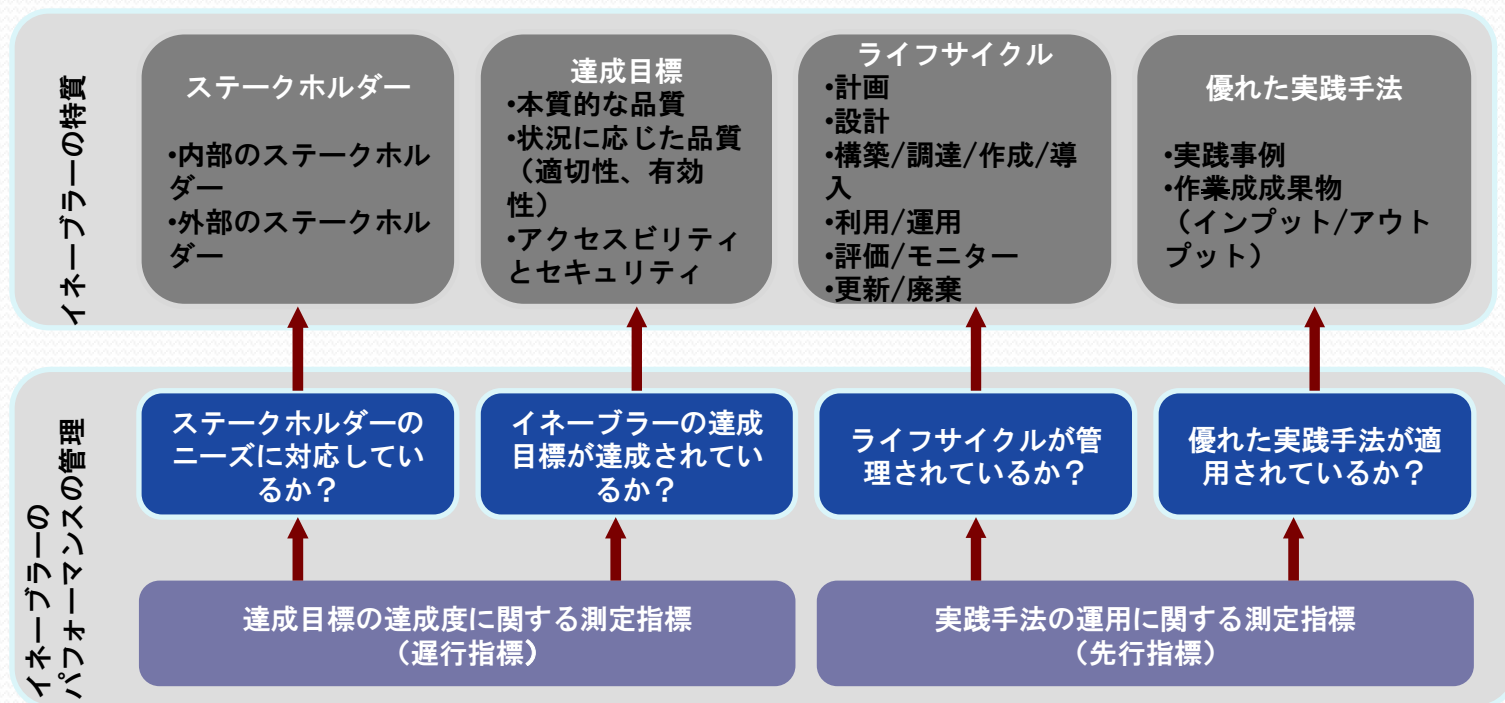 イネーブラーの特質
ステークホルダー
•内部のステークホル
ダー
•外部のステークホル
ダー
達成目標
•本質的な品質
•状況に応じた品質
（適切性、有効
性）
•アクセスビリティ
とセキュリティ
ライフサイクル
•計画
•設計
•構築/調達/作成/導
入
•利用/運用
•評価/モニター
•更新/廃棄
優れた実践手法
•実践事例
•作業成成果物
（インプット/アウト
プット）
イネーブラーの
パフォーマンスの管理
ステークホルダーの
ニーズに対応してい
るか？
イネーブラーの達成
目標が達成されてい
るか？
ライフサイクルが管
理されているか？
優れた実践手法が適
用されているか？
達成目標の達成度に関する測定指標
（遅行指標）
実践手法の運用に関する測定指標
（先行指標）